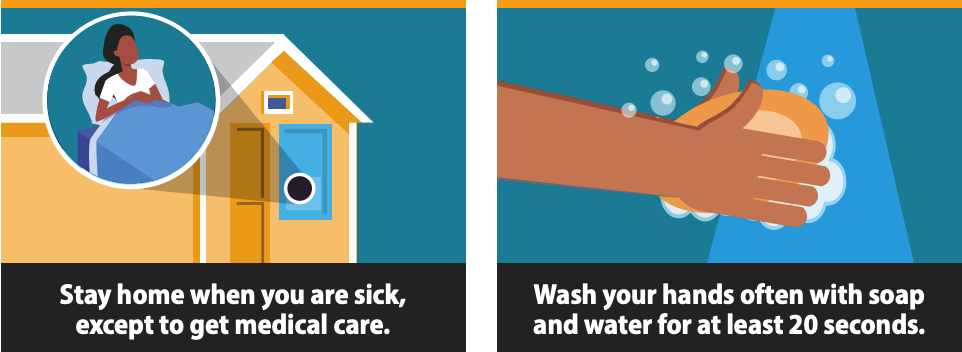 Stay home when you are sick,
except to get medical care.
Wash your hands often with soap
and water for at least 20 seconds.